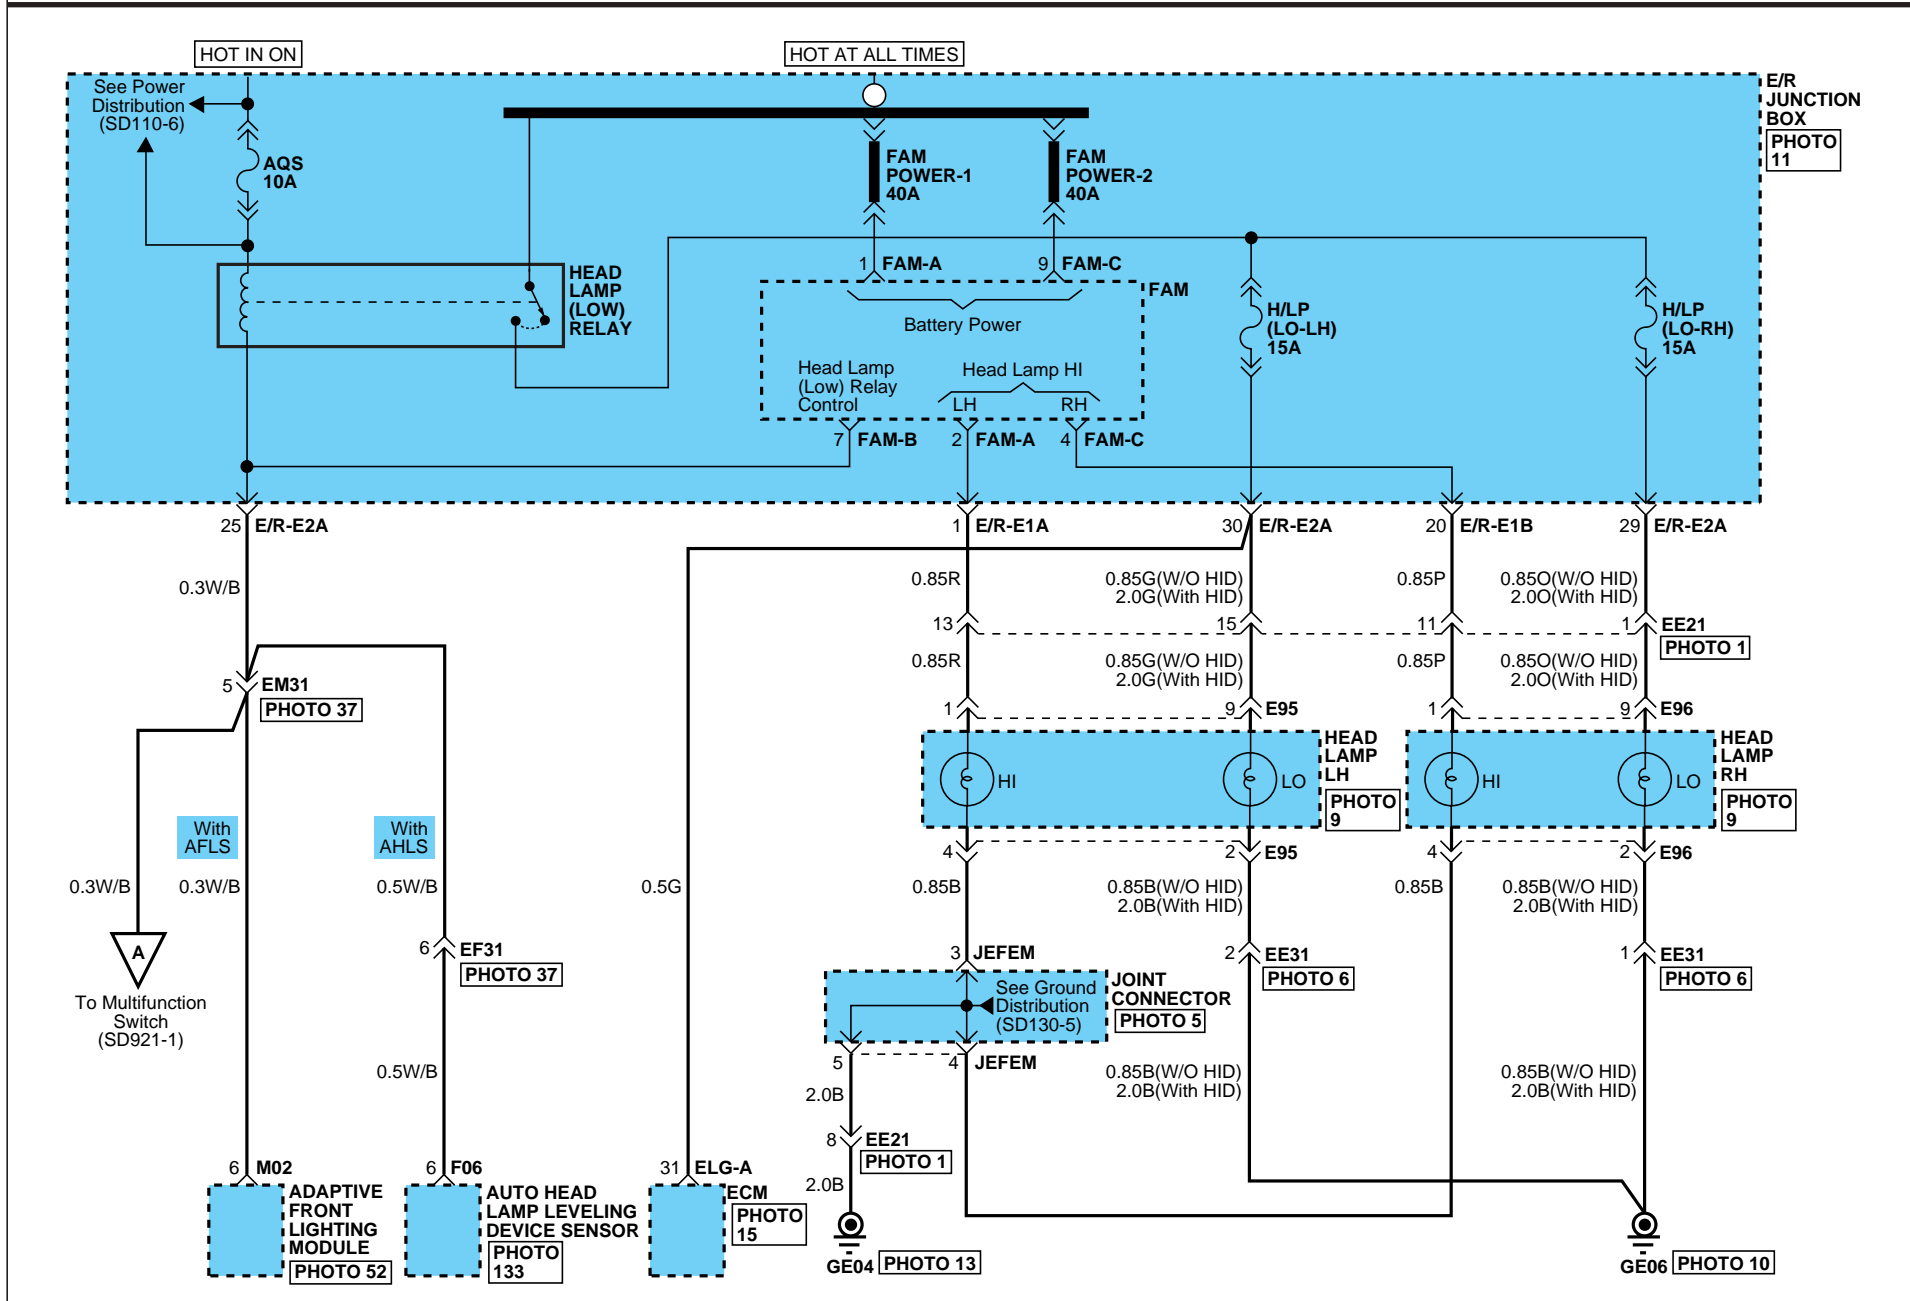 HOT IN ON
HOT AT ALL TIMES
See Power
Distribution
(SD110-6)
E/R
JUNCTION
BOX
PHOTO
11
AQS
10A
FAM
POWER-1
40A
FAM
POWER-2
40A
1 FAM-A
9 FAM-C
HEAD
LAMP
(LOW)
RELAY
FAM
Battery Power
H/LP
(LO-LH)
15A
H/LP
(LO-RH)
15A
Head Lamp
(Low) Relay
Control
Head Lamp HI
LH
RH
7 FAM-B
2 FAM-A
4 FAM-C
25 E/R-E2A
1 E/R-E1A
30 E/R-E2A
20 E/R-E1B
29 E/R-E2A
0.3W/B
0.85R
0.85G(W/O HID)
2.0G(With HID)
0.85P
0.85O(W/O HID)
2.0O(With HID)
13
15
11
1 EE21
PHOTO 1
0.85R
0.85G(W/O HID)
2.0G(With HID)
0.85P
0.85O(W/O HID)
2.0O(With HID)
5 EM31
PHOTO 37
1
9 E95
1
9 E96
HEAD
LAMP
LH
PHOTO
9
HEAD
LAMP
RH
PHOTO
9
HI
LO
HI
LO
With
AFLS
With
AHLS
4
2 E95
4
2 E96
0.3W/B
0.3W/B
0.5W/B
0.5G
0.85B
0.85B(W/O HID)
2.0B(With HID)
0.85B
0.85B(W/O HID)
2.0B(With HID)
A
To Multifunction
Switch
(SD921-1)
6 EF31
PHOTO 37
3 JEFEM
2 EE31
PHOTO 6
1 EE31
PHOTO 6
See Ground
Distribution
(SD130-5)
JOINT
CONNECTOR
PHOTO 5
5
4 JEFEM
0.5W/B
2.0B
0.85B(W/O HID)
2.0B(With HID)
0.85B(W/O HID)
2.0B(With HID)
8 EE21
PHOTO 1
2.0B
6 M02
6 F06
31 ELG-A
ADAPTIVE
FRONT
LIGHTING
MODULE
PHOTO 52
AUTO HEAD
LAMP LEVELING
DEVICE SENSOR
PHOTO
133
ECM
PHOTO
15
GE04 PHOTO 13
GE06 PHOTO 10